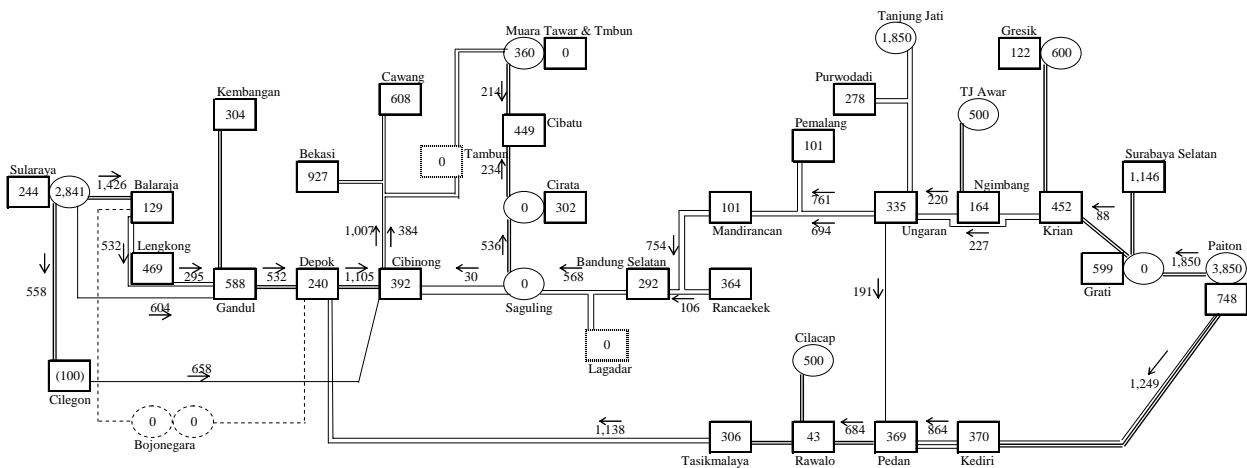 Muara Tawar & Tmbun
360
0
Tanjung Jati
1,850
Gresik
122
600
Kembangan
304
Cawang
608
214
Purwodadi
278
TJ Awar
500
Pemalang
101
449
Cibatu
Bekasi
927
0
Tambun
234
Surabaya Selatan
1,146
Sularaya
244
2,841
1,426
Balaraja
129
Cirata
0
302
101
Mandirancan
761
694
335
Ungaran
220
227
Ngimbang
164
452
Krian
88
1,007
384
536
754
532
Lengkong
469
295
588
Gandul
532
Depok
240
1,105
Cibinong
392
30
0
Saguling
568
Bandung Selatan
292
106
364
Rancaekek
599
Grati
0
1,850
Paiton
3,850
748
558
604
191
0
Lagadar
Cilacap
500
(100)
Cilegon
658
1,249
0
0
Bojonegara
1,138
306
Tasikmalaya
43
Rawalo
684
369
Pedan
864
370
Kediri